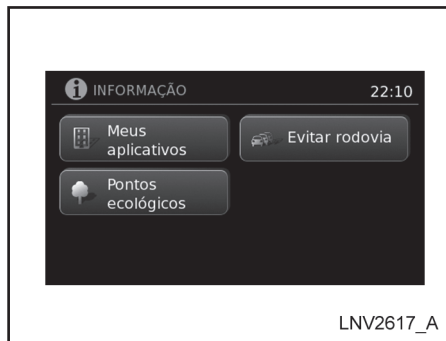 INFORMAÇÃO 22:10
Meus
aplicativos
Evitar rodovia
Pontos
ecológicos
LNV2617_A